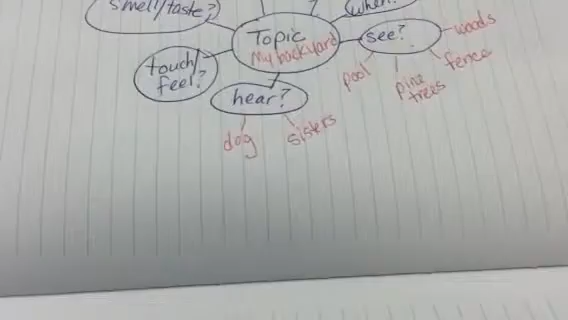 smell/taste?
when?
Topic
My backyard
see?
woods
fence
pine
trees
pool
touch/
feel?
hear?
dog
sisters